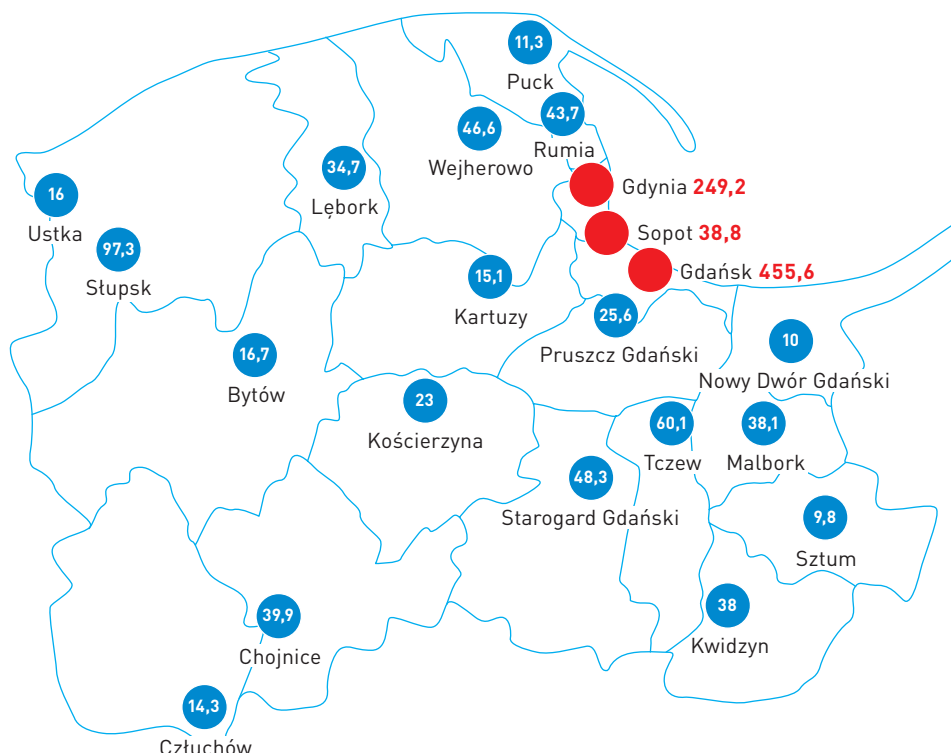 11,3
Puck
43,7
Rumia
46,6
Wejherowo
34,7
Lębork
Gdynia 249,2
16
Ustka
Sopot 38,8
97,3
Słupsk
Gdańsk 455,6
15,1
Kartuzy
25,6
Pruszcz Gdański
10
Nowy Dwór Gdański
16,7
Bytów
23
Kościerzyna
60,1
Tczew
38,1
Malbork
48,3
Starogard Gdański
9,8
Sztum
38
Kwidzyn
39,9
Chojnice
14,3
Człuchów